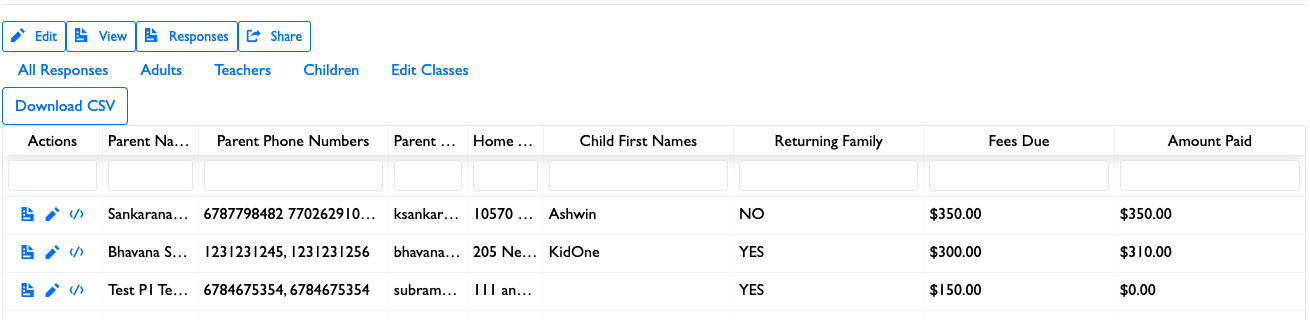 Edit View Responses Share
All Responses Adults Teachers Children Edit Classes
Download CSV
Actions Parent Na... Parent Phone Numbers Parent ... Home ... Child First Names Returning Family Fees Due Amount Paid
Sankarana... 6787798482 770262910... ksankar... 10570 ... Ashwin NO $350.00 $350.00
Bhavana S... 1231231245, 1231231256 bhavana... 205 Ne... KidOne YES $300.00 $310.00
Test P1 Te... 6784675354, 6784675354 subram... 111 an... YES $150.00 $0.00